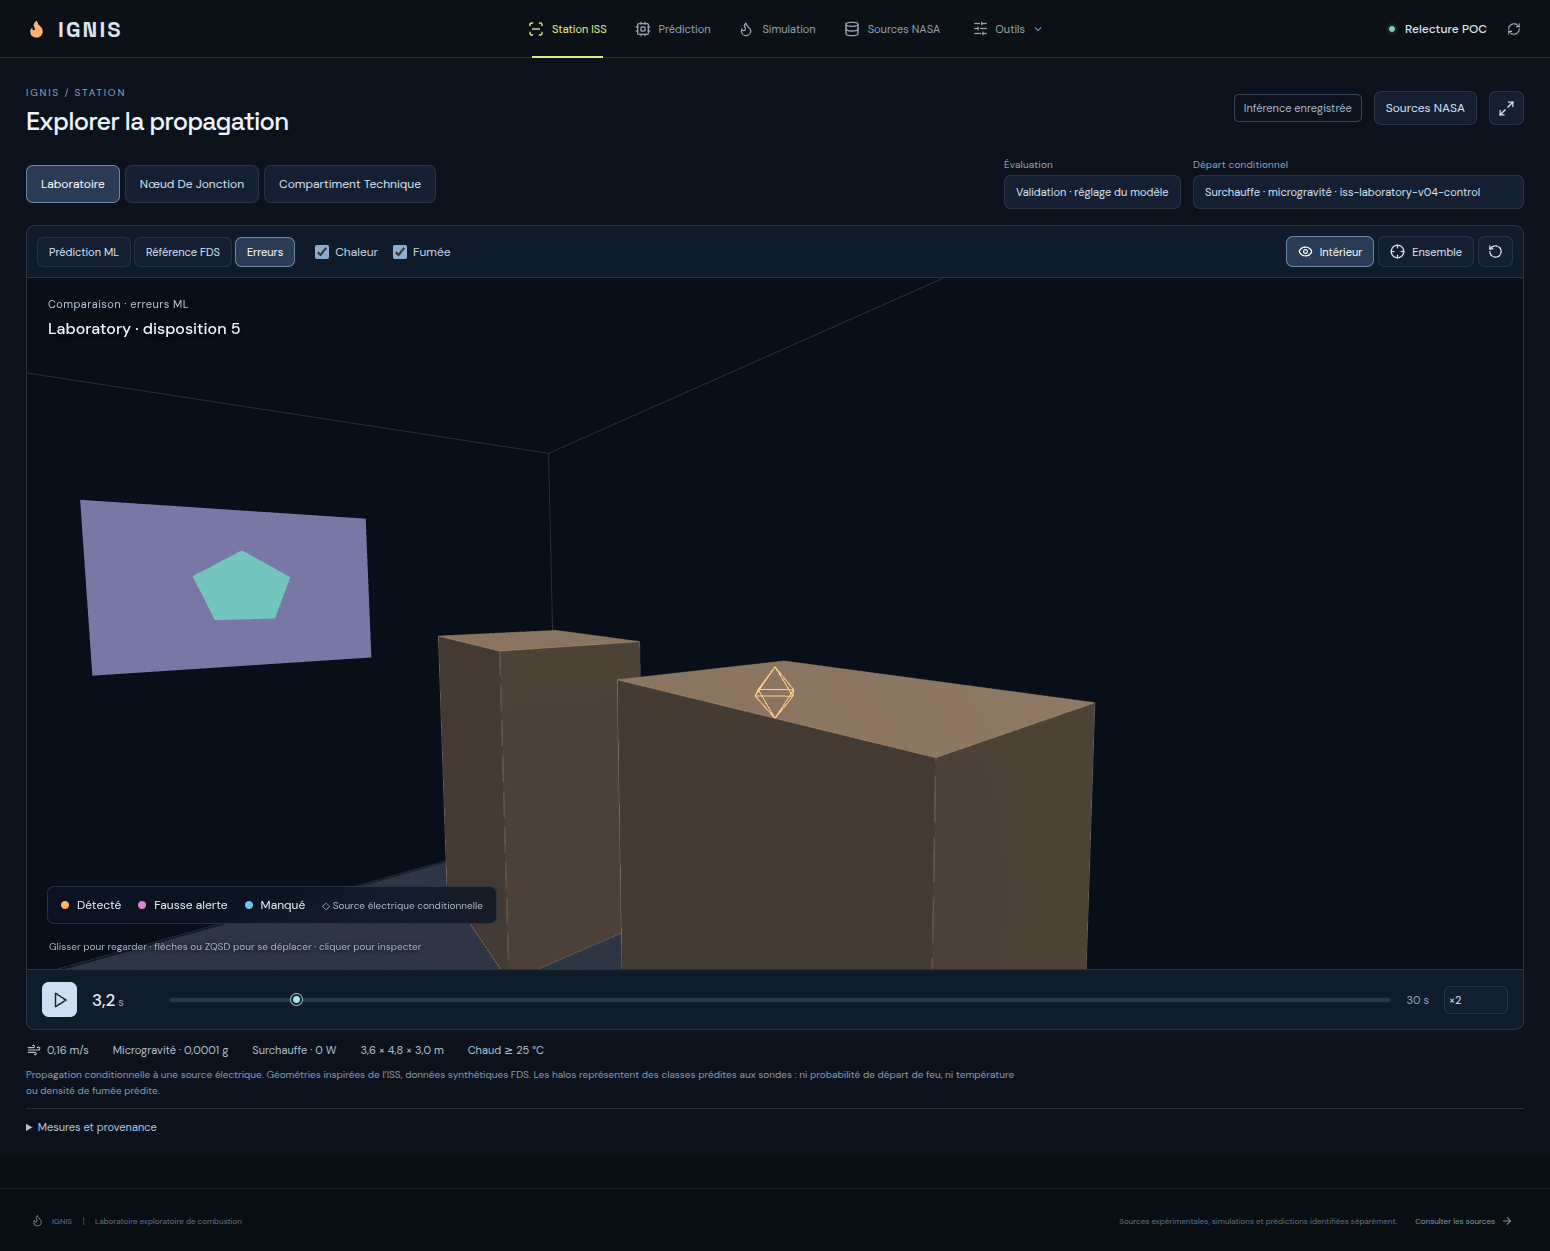 IGNIS
Station ISS
Prédiction
Simulation
Sources NASA
Outils
Relecture POC
IGNIS / STATION
Explorer la propagation
Inférence enregistrée
Sources NASA
Laboratoire
Nœud De Jonction
Compartiment Technique
Évaluation
Validation · réglage du modèle
Départ conditionnel
Surchauffe · microgravité · iss-laboratory-v04-control
Prédiction ML
Référence FDS
Erreurs
Chaleur
Fumée
Intérieur
Ensemble
Comparaison · erreurs ML
Laboratory · disposition 5
Détecté
Fausse alerte
Manqué
◇ Source électrique conditionnelle
Glisser pour regarder · flèches ou ZQSD pour se déplacer · cliquer pour inspecter
3,2 s
30 s
×2
0,16 m/s
Microgravité · 0,0001 g
Surchauffe · 0 W
3,6 × 4,8 × 3,0 m
Chaud ≥ 25 °C
Propagation conditionnelle à une source électrique. Géométries inspirées de l'ISS, données synthétiques FDS. Les halos représentent des classes prédites aux sondes : ni probabilité de départ de feu, ni température
ou densité de fumée prédite.
Mesures et provenance
IGNIS | Laboratoire exploratoire de combustion
Sources expérimentales, simulations et prédictions identifiées séparément.
Consulter les sources →